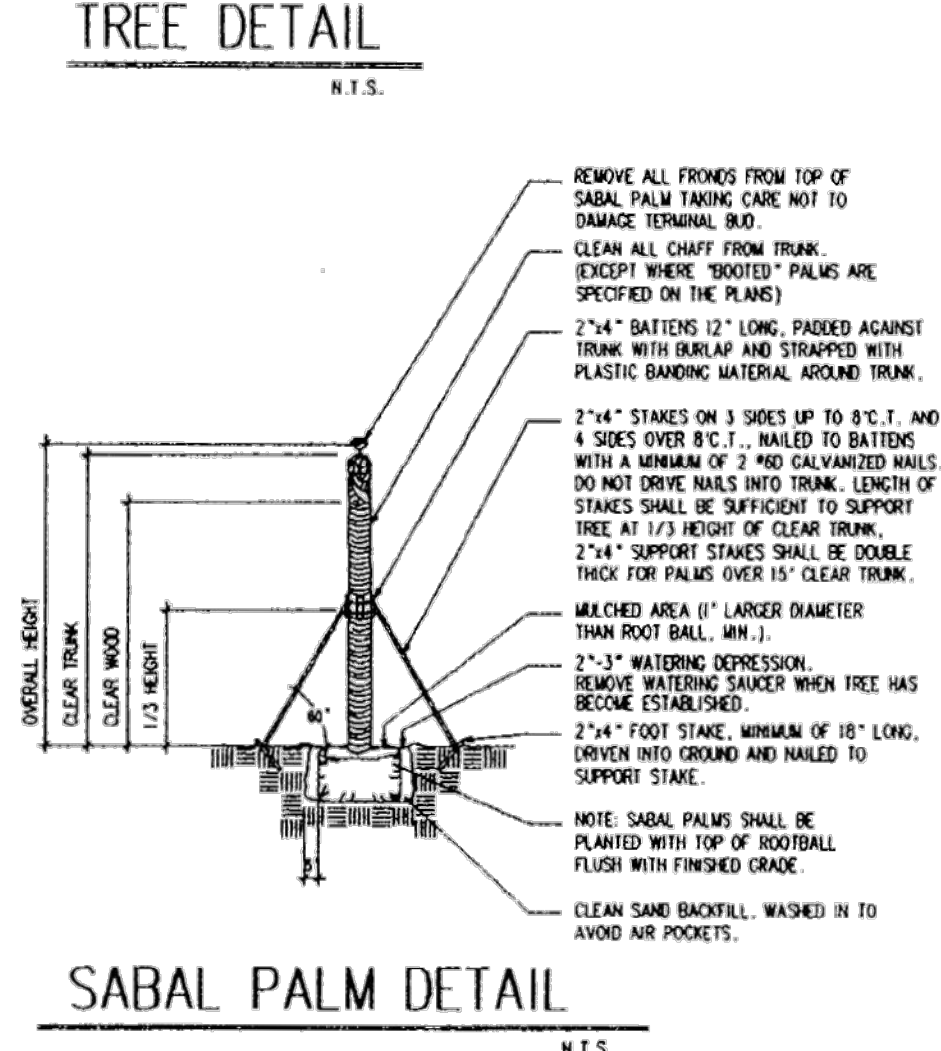 TREE DETAIL
N.T.S.
REMOVE ALL FRONDS FROM TOP OF
SABAL PALM TAKING CARE NOT TO
DAMAGE TERMINAL BUD.
CLEAN ALL CHAFF FROM TRUNK.
(EXCEPT WHERE "BOOTED" PALMS ARE
SPECIFIED ON THE PLANS)
2"x4" BATTENS 12" LONG, PADDED AGAINST
TRUNK WITH BURLAP AND STRAPPED WITH
PLASTIC BANDING MATERIAL AROUND TRUNK.
2"x4" STAKES ON 3 SIDES UP TO 8'C.T. AND
4 SIDES OVER 8'C.T., NAILED TO BATTENS
WITH A MINIMUM OF 2 #6D GALVANIZED NAILS.
DO NOT DRIVE NAILS INTO TRUNK. LENGTH OF
STAKES SHALL BE SUFFICIENT TO SUPPORT
TREE AT 1/3 HEIGHT OF CLEAR TRUNK.
2"x4" SUPPORT STAKES SHALL BE DOUBLE
THICK FOR PALMS OVER 15' CLEAR TRUNK.
MULCHED AREA (1' LARGER DIAMETER
THAN ROOT BALL, MIN.).
2"-3" WATERING DEPRESSION.
REMOVE WATERING SAUCER WHEN TREE HAS
BECOME ESTABLISHED.
2"x4" FOOT STAKE, MINIMUM OF 18" LONG,
DRIVEN INTO GROUND AND NAILED TO
SUPPORT STAKE.
NOTE: SABAL PALMS SHALL BE
PLANTED WITH TOP OF ROOTBALL
FLUSH WITH FINISHED GRADE.
CLEAN SAND BACKFILL, WASHED IN TO
AVOID AIR POCKETS.
OVERALL HEIGHT
CLEAR TRUNK
CLEAR WOOD
1/3 HEIGHT
60°
SABAL PALM DETAIL
N.T.S.